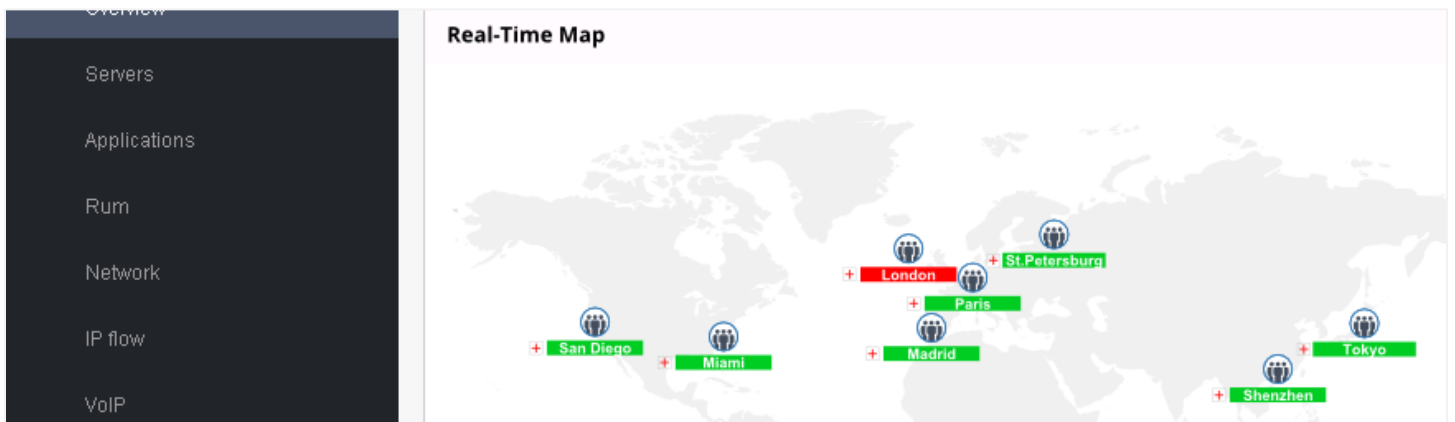 Overview
Real-Time Map
Servers
Applications
Rum
Network
IP flow
VoIP
St.Petersburg
London
Paris
San Diego
Miami
Madrid
Tokyo
Shenzhen